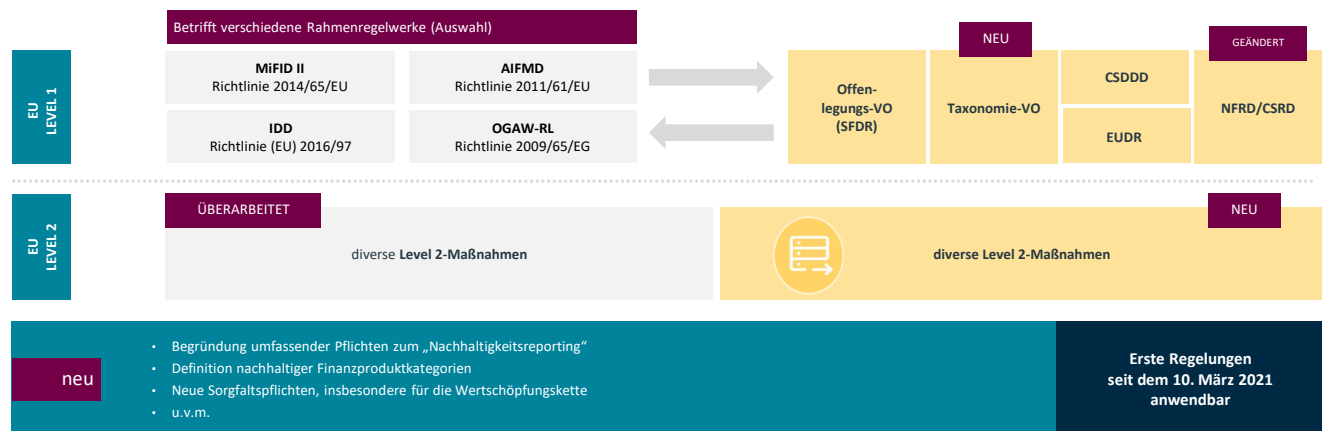 Betrifft verschiedene Rahmenregelwerke (Auswahl)
NEU
GEÄNDERT
EU
LEVEL 1
MiFID II
Richtlinie 2014/65/EU
AIFMD
Richtlinie 2011/61/EU
IDD
Richtlinie (EU) 2016/97
OGAW-RL
Richtlinie 2009/65/EG
Offen-
legungs-VO
(SFDR)
Taxonomie-VO
CSDDD
EUDR
NFRD/CSRD
EU
LEVEL 2
ÜBERARBEITET
diverse Level 2-Maßnahmen
NEU
diverse Level 2-Maßnahmen
neu
• Begründung umfassender Pflichten zum „Nachhaltigkeitsreporting“
• Definition nachhaltiger Finanzproduktkategorien
• Neue Sorgfaltspflichten, insbesondere für die Wertschöpfungskette
• u.v.m.
Erste Regelungen
seit dem 10. März 2021
anwendbar